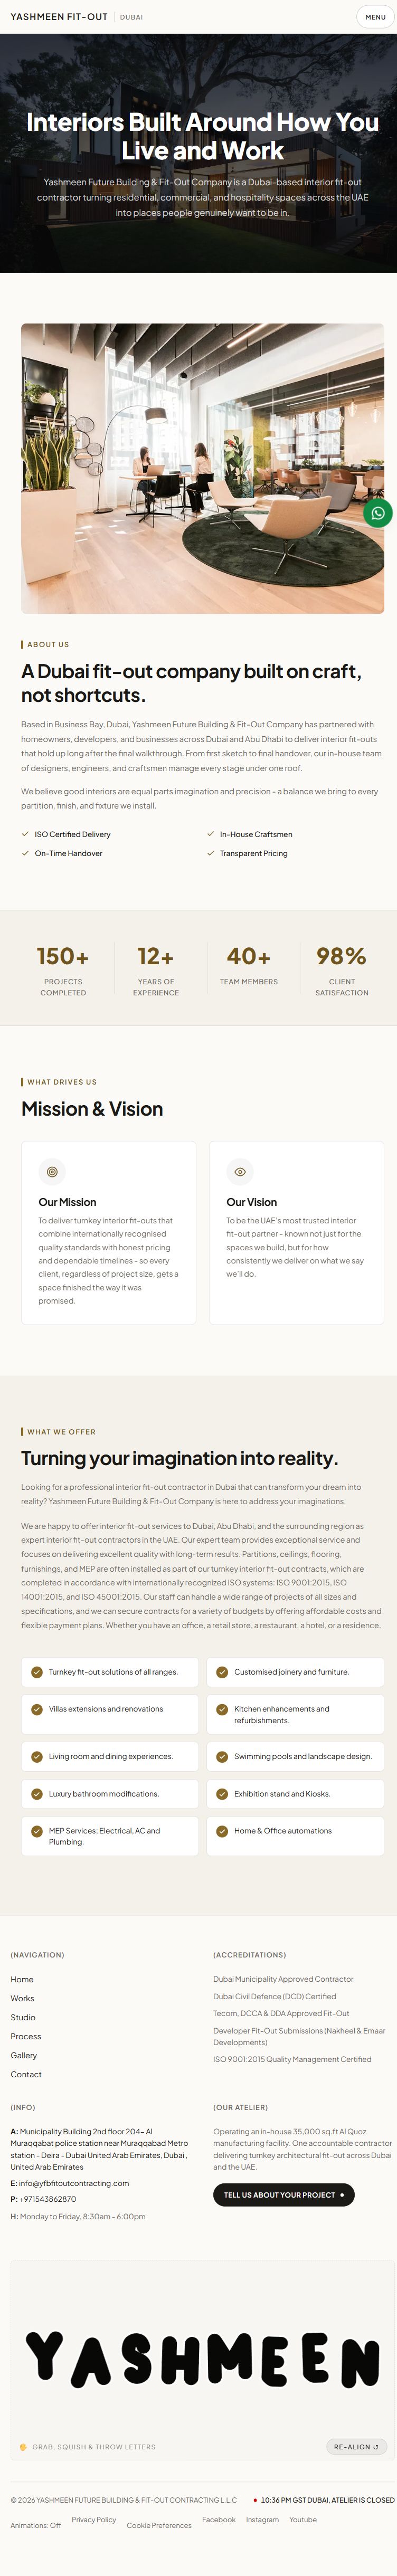 YASHMEEN FIT-OUT DUBAI
MENU
Interiors Built Around How You
Live and Work
Yashmeen Future Building & Fit-Out Company is a Dubai-based interior fit-out
contractor turning residential, commercial, and hospitality spaces across the UAE
into places people genuinely want to be in.
ABOUT US
A Dubai fit-out company built on craft,
not shortcuts.
Based in Business Bay, Dubai, Yashmeen Future Building & Fit-Out Company has partnered with
homeowners, developers, and businesses across Dubai and Abu Dhabi to deliver interior fit-outs
that hold up long after the final walkthrough. From first sketch to final handover, our in-house team
of designers, engineers, and craftsmen manage every stage under one roof.
We believe good interiors are equal parts imagination and precision - a balance we bring to every
partition, finish, and fixture we install.
ISO Certified Delivery
In-House Craftsmen
On-Time Handover
Transparent Pricing
150+
PROJECTS
COMPLETED
12+
YEARS OF
EXPERIENCE
40+
TEAM MEMBERS
98%
CLIENT
SATISFACTION
WHAT DRIVES US
Mission & Vision
Our Mission
To deliver turnkey interior fit-outs that
combine internationally recognised
quality standards with honest pricing
and dependable timelines - so every
client, regardless of project size, gets a
space finished the way it was
promised.
Our Vision
To be the UAE's most trusted interior
fit-out partner - known not just for the
spaces we build, but for how
consistently we deliver on what we say
we'll do.
WHAT WE OFFER
Turning your imagination into reality.
Looking for a professional interior fit-out contractor in Dubai that can transform your dream into
reality? Yashmeen Future Building & Fit-Out Company is here to address your imaginations.
We are happy to offer interior fit-out services to Dubai, Abu Dhabi, and the surrounding region as
expert interior fit-out contractors in the UAE. Our expert team provides exceptional service and
focuses on delivering excellent quality with long-term results. Partitions, ceilings, flooring,
furnishings, and MEP are often installed as part of our turnkey interior fit-out contracts, which are
completed in accordance with internationally recognized ISO systems: ISO 9001:2015, ISO
14001:2015, and ISO 45001:2015. Our staff can handle a wide range of projects of all sizes and
specifications, and we can secure contracts for a variety of budgets by offering affordable costs and
flexible payment plans. Whether you have an office, a retail store, a restaurant, a hotel, or a residence.
Turnkey fit-out solutions of all ranges.
Customised joinery and furniture.
Villas extensions and renovations
Kitchen enhancements and
refurbishments.
Living room and dining experiences.
Swimming pools and landscape design.
Luxury bathroom modifications.
Exhibition stand and Kiosks.
MEP Services; Electrical, AC and
Plumbing.
Home & Office automations
(NAVIGATION)
Home
Works
Studio
Process
Gallery
Contact
(ACCREDITATIONS)
Dubai Municipality Approved Contractor
Dubai Civil Defence (DCD) Certified
Tecom, DCCA & DDA Approved Fit-Out
Developer Fit-Out Submissions (Nakheel & Emaar
Developments)
ISO 9001:2015 Quality Management Certified
(INFO)
A: Municipality Building 2nd floor 204– Al
Muraqqabat police station near Muraqqabad Metro
station – Deira – Dubai United Arab Emirates, Dubai ,
United Arab Emirates
E: info@yfbfitoutcontracting.com
P: +971543862870
H: Monday to Friday, 8:30am - 6:00pm
(OUR ATELIER)
Operating an in-house 35,000 sq.ft Al Quoz
manufacturing facility. One accountable contractor
delivering turnkey architectural fit-out across Dubai
and the UAE.
TELL US ABOUT YOUR PROJECT
YASHMEEN
GRAB, SQUISH & THROW LETTERS
RE-ALIGN ↺
© 2026 YASHMEEN FUTURE BUILDING & FIT-OUT CONTRACTING L.L.C
10:36 PM GST DUBAI, ATELIER IS CLOSED
Animations: Off
Privacy Policy
Cookie Preferences
Facebook
Instagram
Youtube